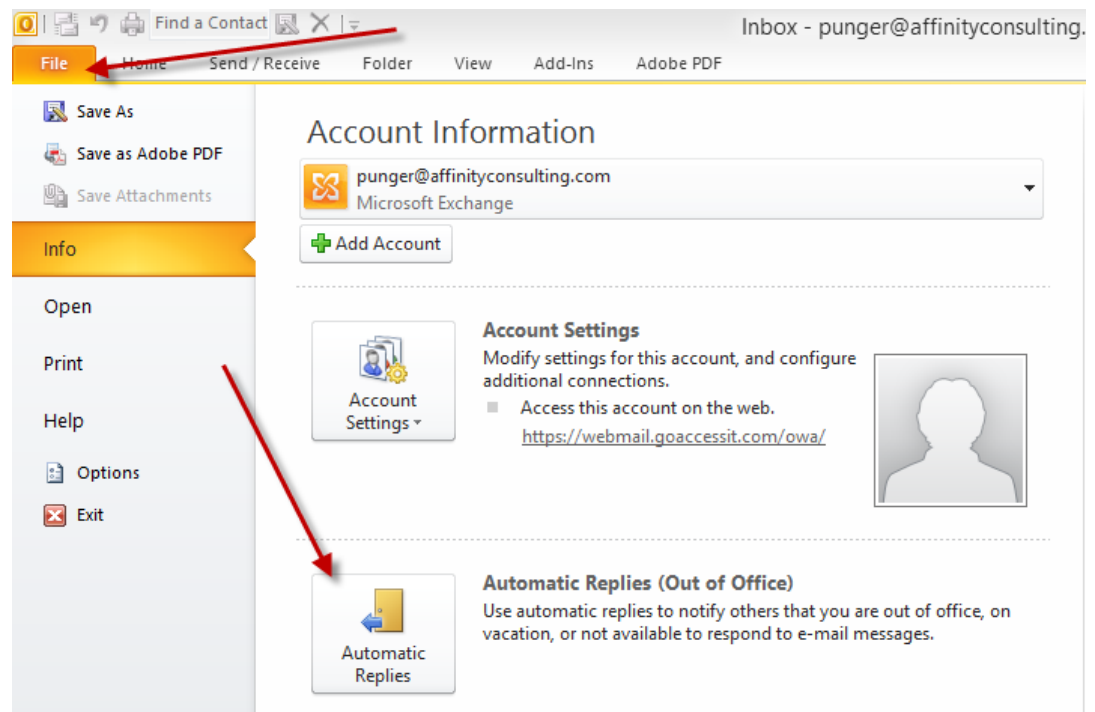 Find a Contact
Inbox - punger@affinityconsulting.
File Home Send / Receive Folder View Add-Ins Adobe PDF
Save As
Save as Adobe PDF
Save Attachments
Info
Open
Print
Help
Options
Exit
Account Information
punger@affinityconsulting.com
Microsoft Exchange
Add Account
Account
Settings
Account Settings
Modify settings for this account, and configure
additional connections.
Access this account on the web.
https://webmail.goaccessit.com/owa/
Automatic
Replies
Automatic Replies (Out of Office)
Use automatic replies to notify others that you are out of office, on
vacation, or not available to respond to e-mail messages.